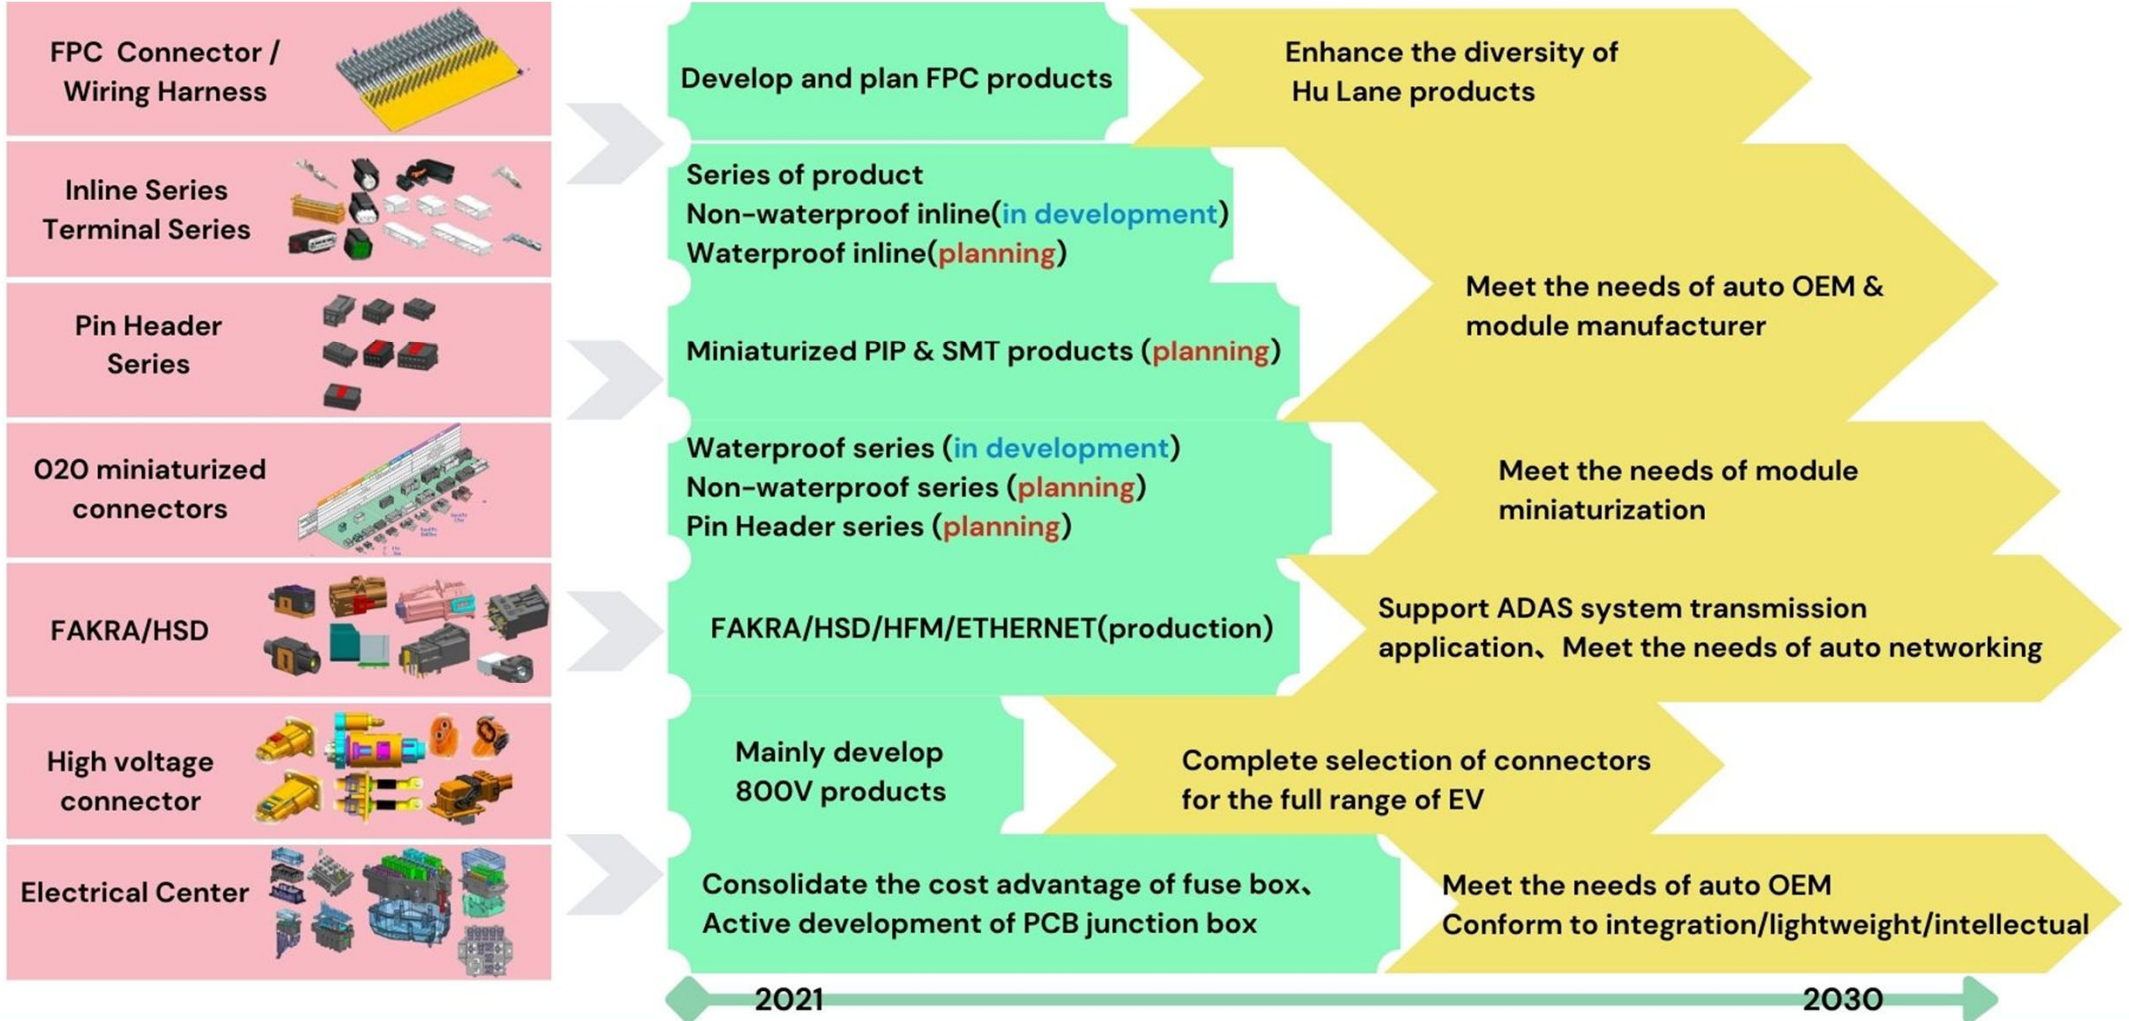 FPC Connector /
Wiring Harness
Develop and plan FPC products
Enhance the diversity of
Hu Lane products
Inline Series
Terminal Series
Series of product
Non-waterproof inline(in development)
Waterproof inline(planning)
Meet the needs of auto OEM &
module manufacturer
Pin Header
Series
Miniaturized PIP & SMT products (planning)
020 miniaturized
connectors
Waterproof series (in development)
Non-waterproof series (planning)
Pin Header series (planning)
Meet the needs of module
miniaturization
FAKRA/HSD
FAKRA/HSD/HFM/ETHERNET(production)
Support ADAS system transmission
application、Meet the needs of auto networking
High voltage
connector
Mainly develop
800V products
Complete selection of connectors
for the full range of EV
Electrical Center
Consolidate the cost advantage of fuse box、
Active development of PCB junction box
Meet the needs of auto OEM
Conform to integration/lightweight/intellectual
2021
2030